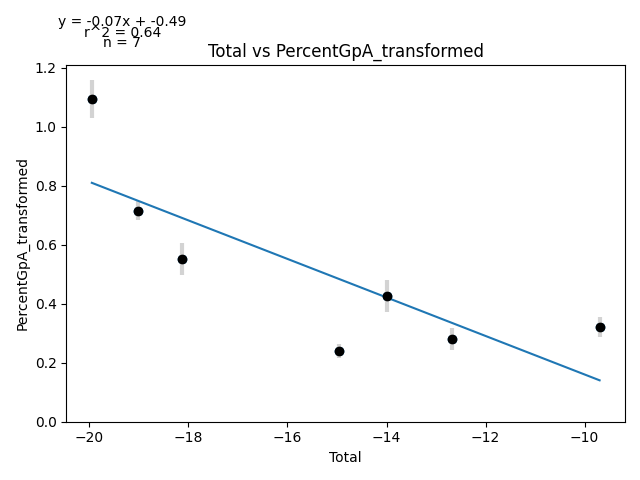 y = -0.07x + -0.49
r^2 = 0.64
n = 7
Total vs PercentGpA_transformed
1.2
1.0
0.8
0.6
0.4
0.2
0.0
PercentGpA_transformed
−20 −18 −16 −14 −12 −10
Total